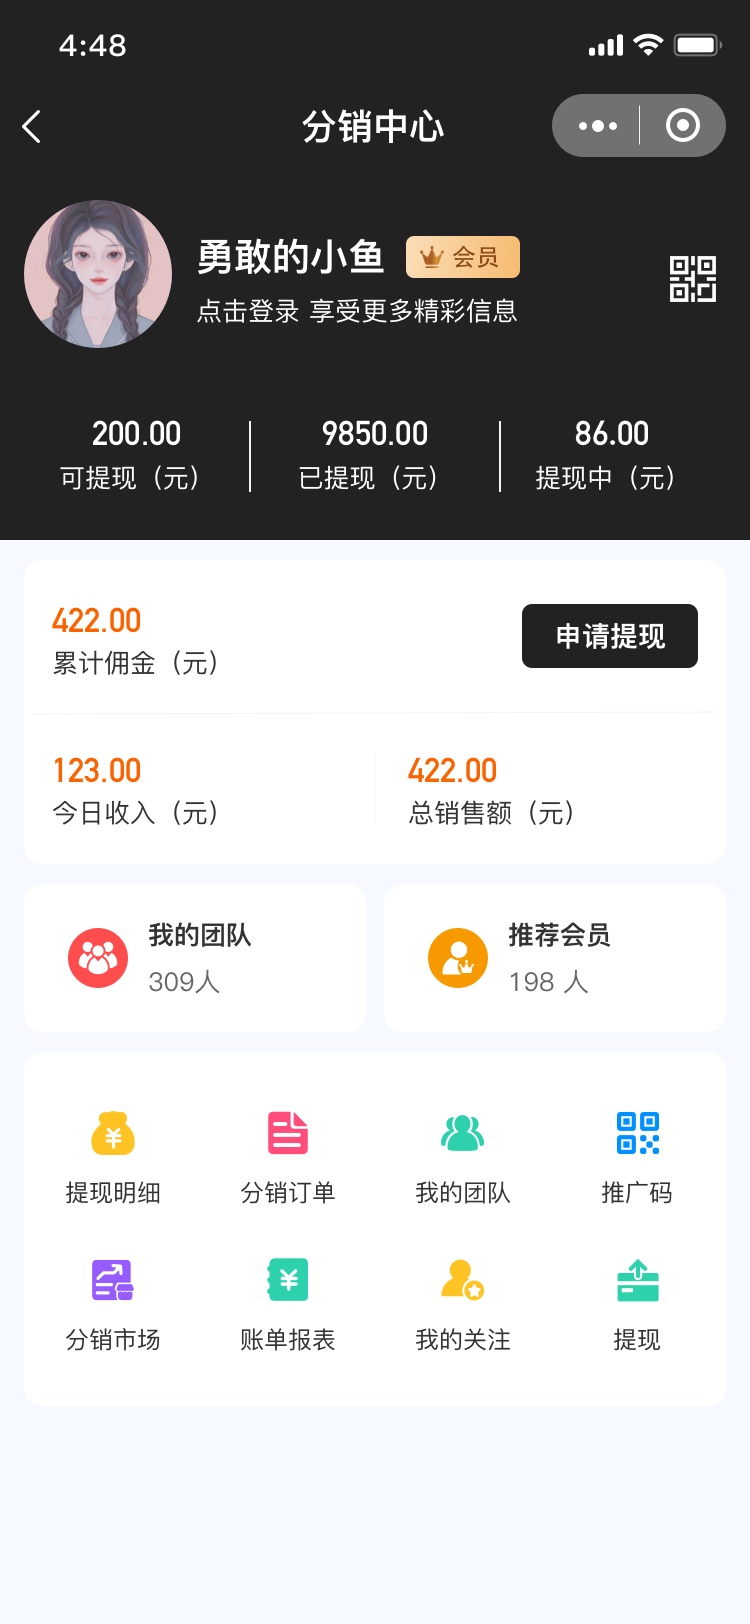 4:48
分销中心
勇敢的小鱼 会员
点击登录 享受更多精彩信息
200.00 9850.00 86.00
可提现（元） 已提现（元） 提现中（元）
422.00
累计佣金（元）
申请提现
123.00 422.00
今日收入（元） 总销售额（元）
我的团队
309人
推荐会员
198 人
提现明细 分销订单 我的团队 推广码
分销市场 账单报表 我的关注 提现